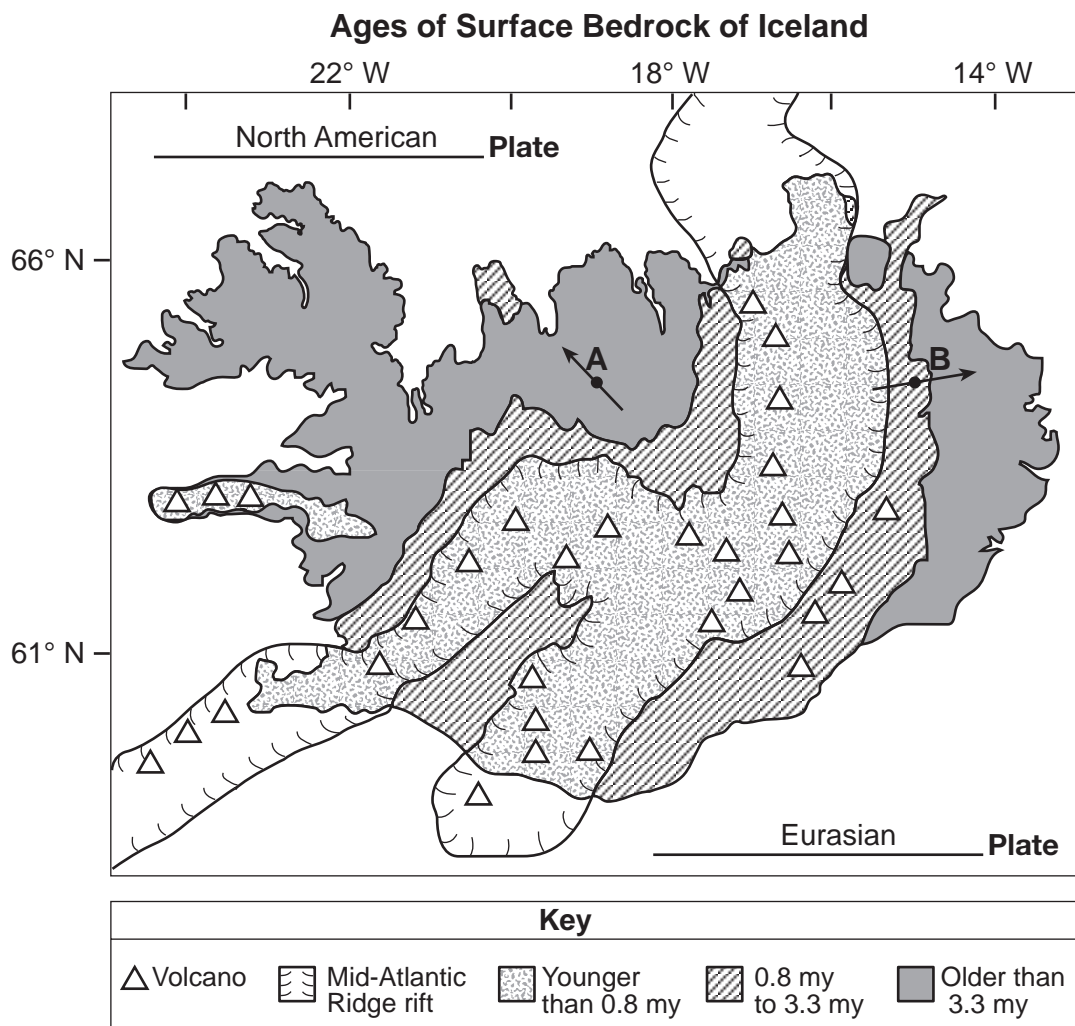 Ages of Surface Bedrock of Iceland
22° W 18° W 14° W
North American Plate
66° N
A B
61° N
Eurasian Plate
Key
Volcano
Mid-Atlantic
Ridge rift
Younger
than 0.8 my
0.8 my
to 3.3 my
Older than
3.3 my